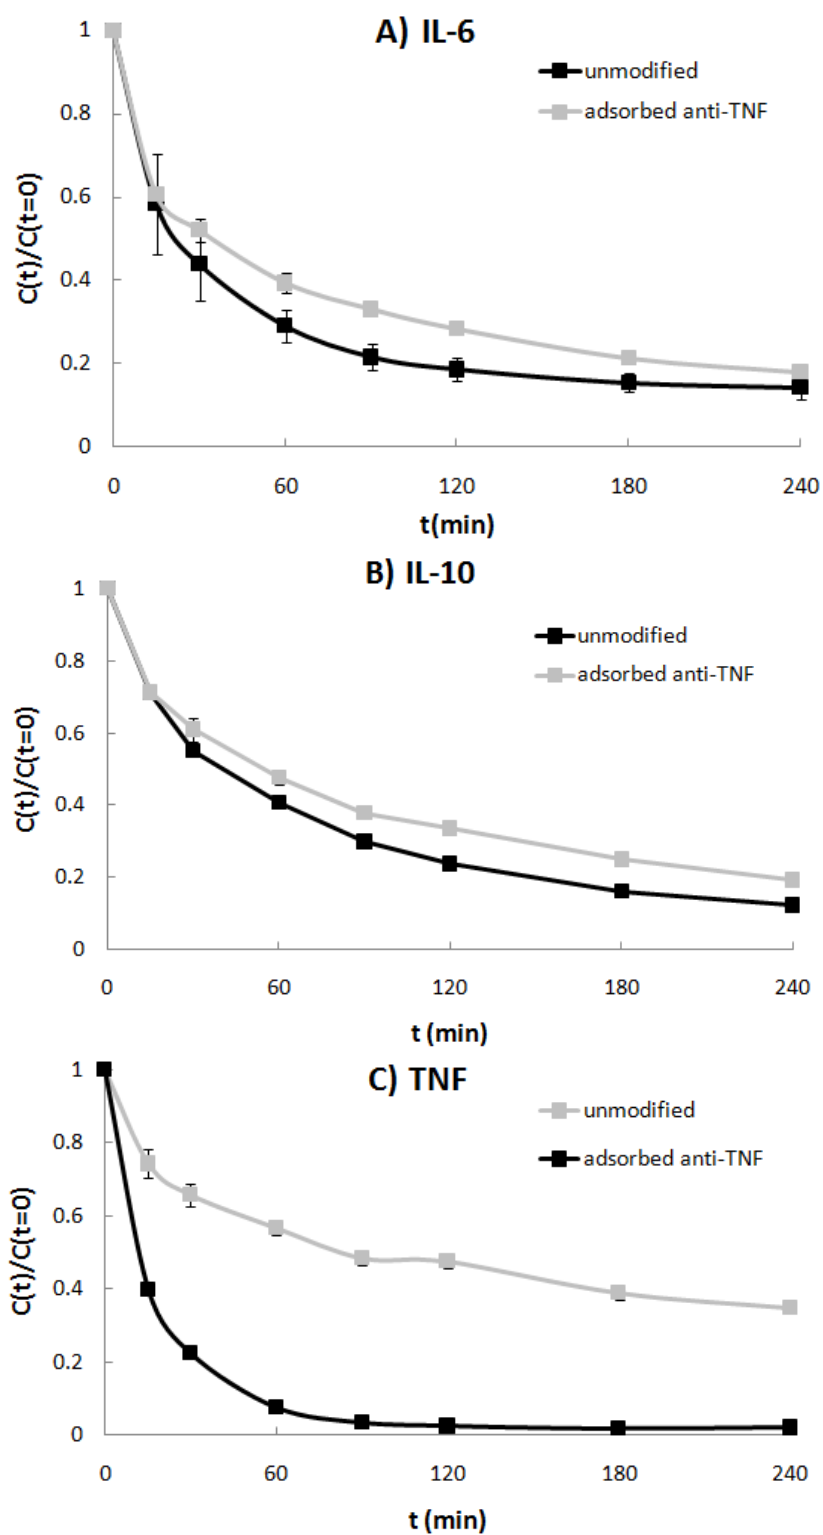 A) IL-6
unmodified
adsorbed anti-TNF
C(t)/C(t=0)
1
0.8
0.6
0.4
0.2
0
0 60 120 180 240
t(min)
B) IL-10
unmodified
adsorbed anti-TNF
C(t)/C(t=0)
1
0.8
0.6
0.4
0.2
0
0 60 120 180 240
t (min)
C) TNF
unmodified
adsorbed anti-TNF
C(t)/C(t=0)
1
0.8
0.6
0.4
0.2
0
0 60 120 180 240
t (min)